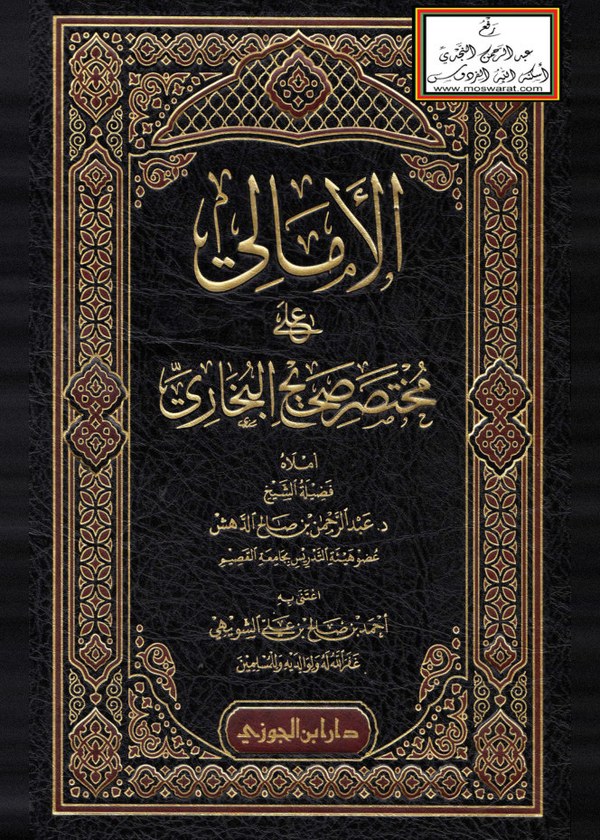 رفع
عبد الرحمن النجدي
أسكنه الله الفردوس
www.moswarat.com
الأمالي
على
مختصر صحيح البخاري
أملاه
فضيلة الشيخ
د. عبد الرحمن بن صالح الدهش
عضو هيئة التدريس بجامعة القصيم
اعتنى به
أحمد بن صالح بن علي الشويهي
غفر الله له ولوالديه وللمسلمين
دار ابن الجوزي